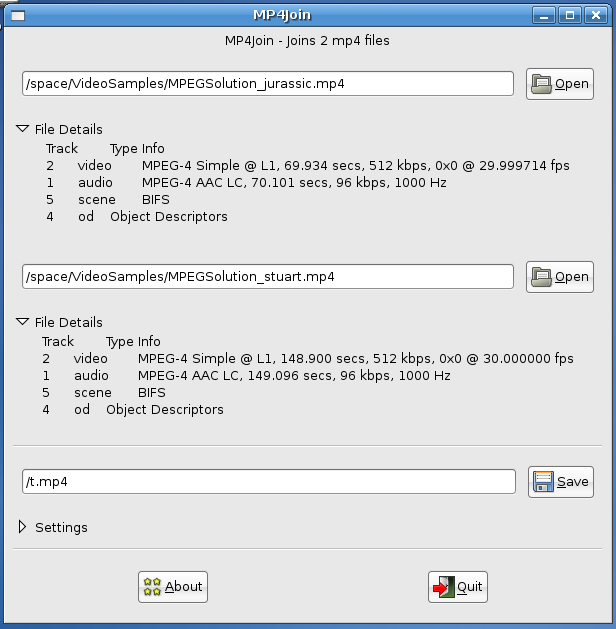 MP4Join
MP4Join - Joins 2 mp4 files
/space/VideoSamples/MPEGSolution_jurassic.mp4
Open
File Details
Track Type Info
2 video MPEG-4 Simple @ L1, 69.934 secs, 512 kbps, 0x0 @ 29.999714 fps
1 audio MPEG-4 AAC LC, 70.101 secs, 96 kbps, 1000 Hz
5 scene BIFS
4 od Object Descriptors
/space/VideoSamples/MPEGSolution_stuart.mp4
Open
File Details
Track Type Info
2 video MPEG-4 Simple @ L1, 148.900 secs, 512 kbps, 0x0 @ 30.000000 fps
1 audio MPEG-4 AAC LC, 149.096 secs, 96 kbps, 1000 Hz
5 scene BIFS
4 od Object Descriptors
/t.mp4
Save
Settings
About
Quit